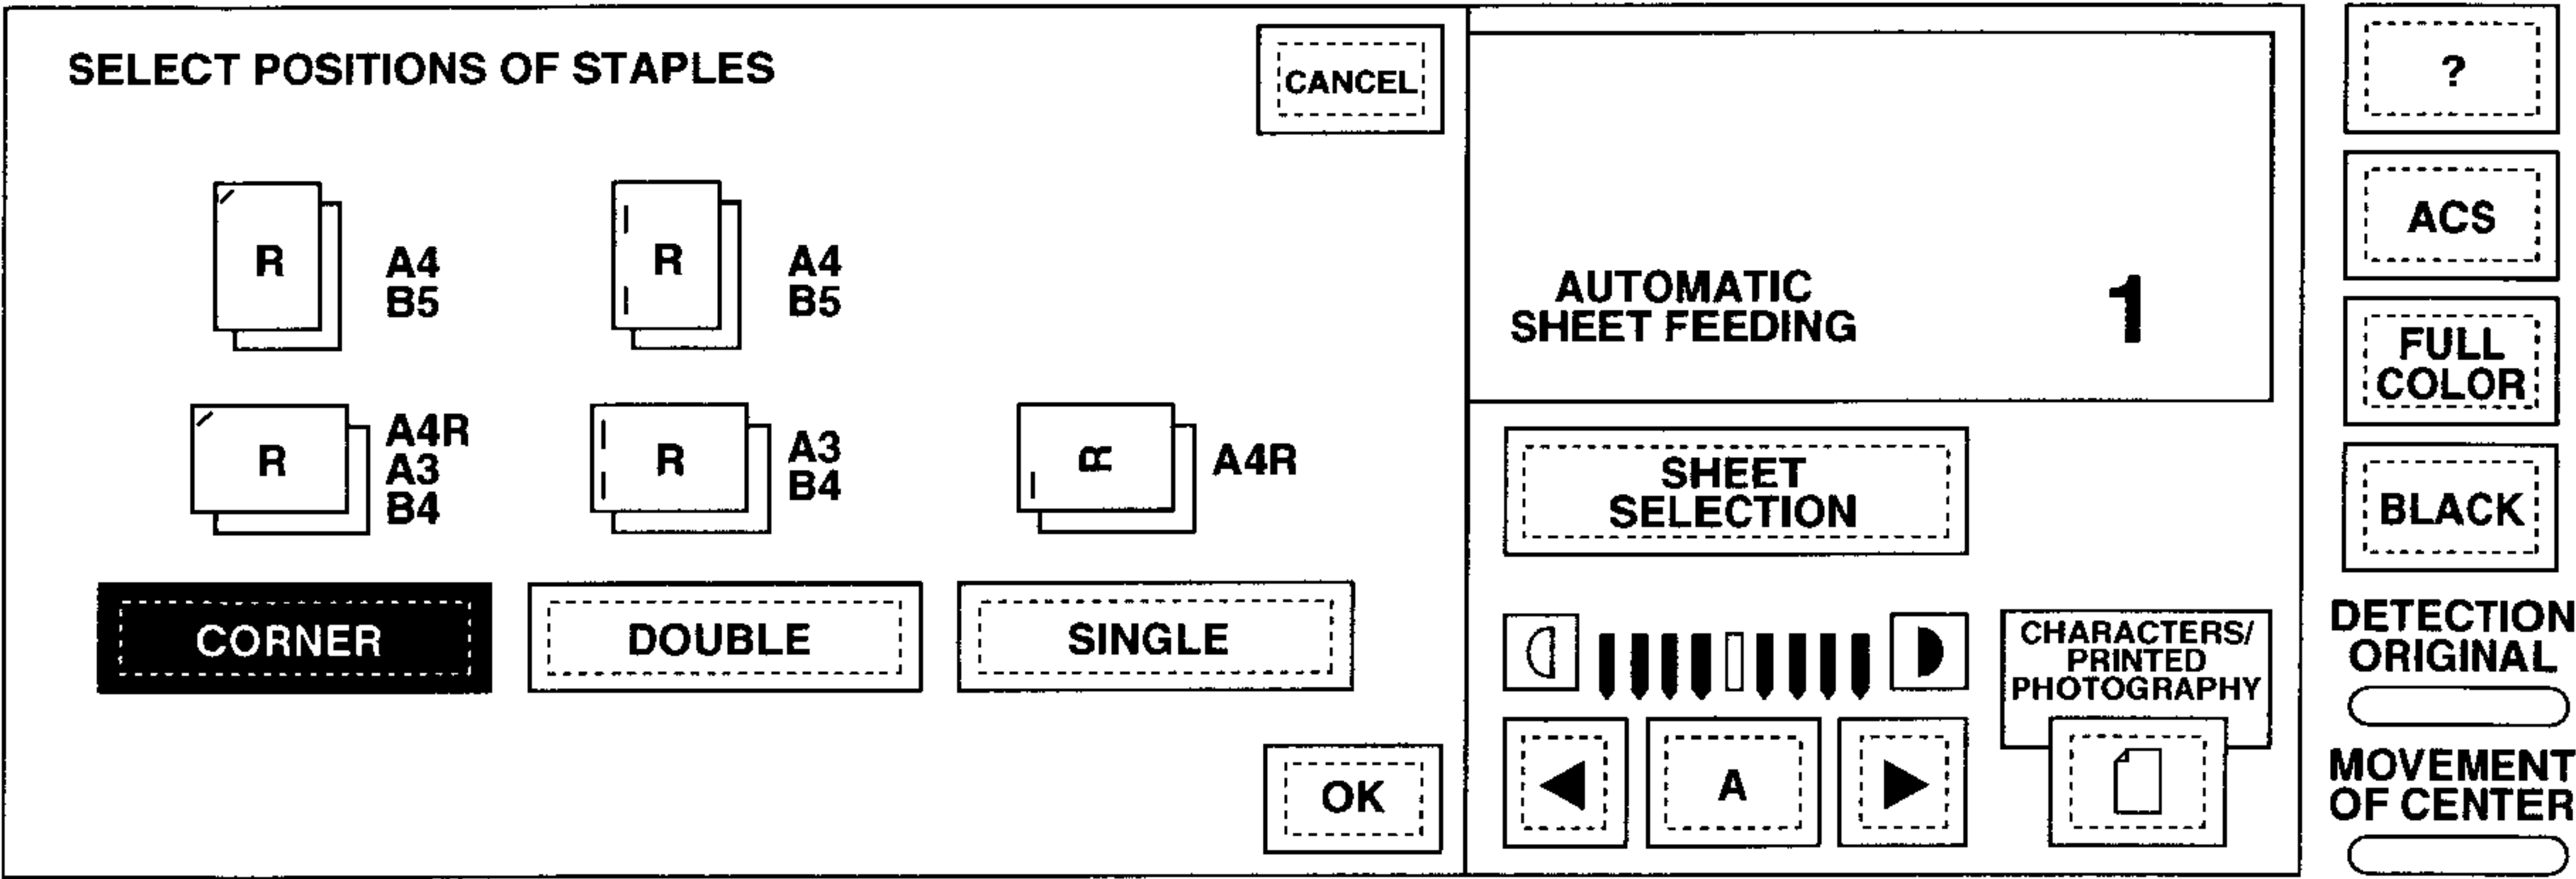 SELECT POSITIONS OF STAPLES
CANCEL
R
A4
B5
R
A4
B5
R
A4R
A3
B4
R
A3
B4
R
A4R
CORNER
DOUBLE
SINGLE
OK
AUTOMATIC
SHEET FEEDING
1
SHEET
SELECTION
CHARACTERS/
PRINTED
PHOTOGRAPHY
A
?
ACS
FULL
COLOR
BLACK
DETECTION
ORIGINAL
MOVEMENT
OF CENTER